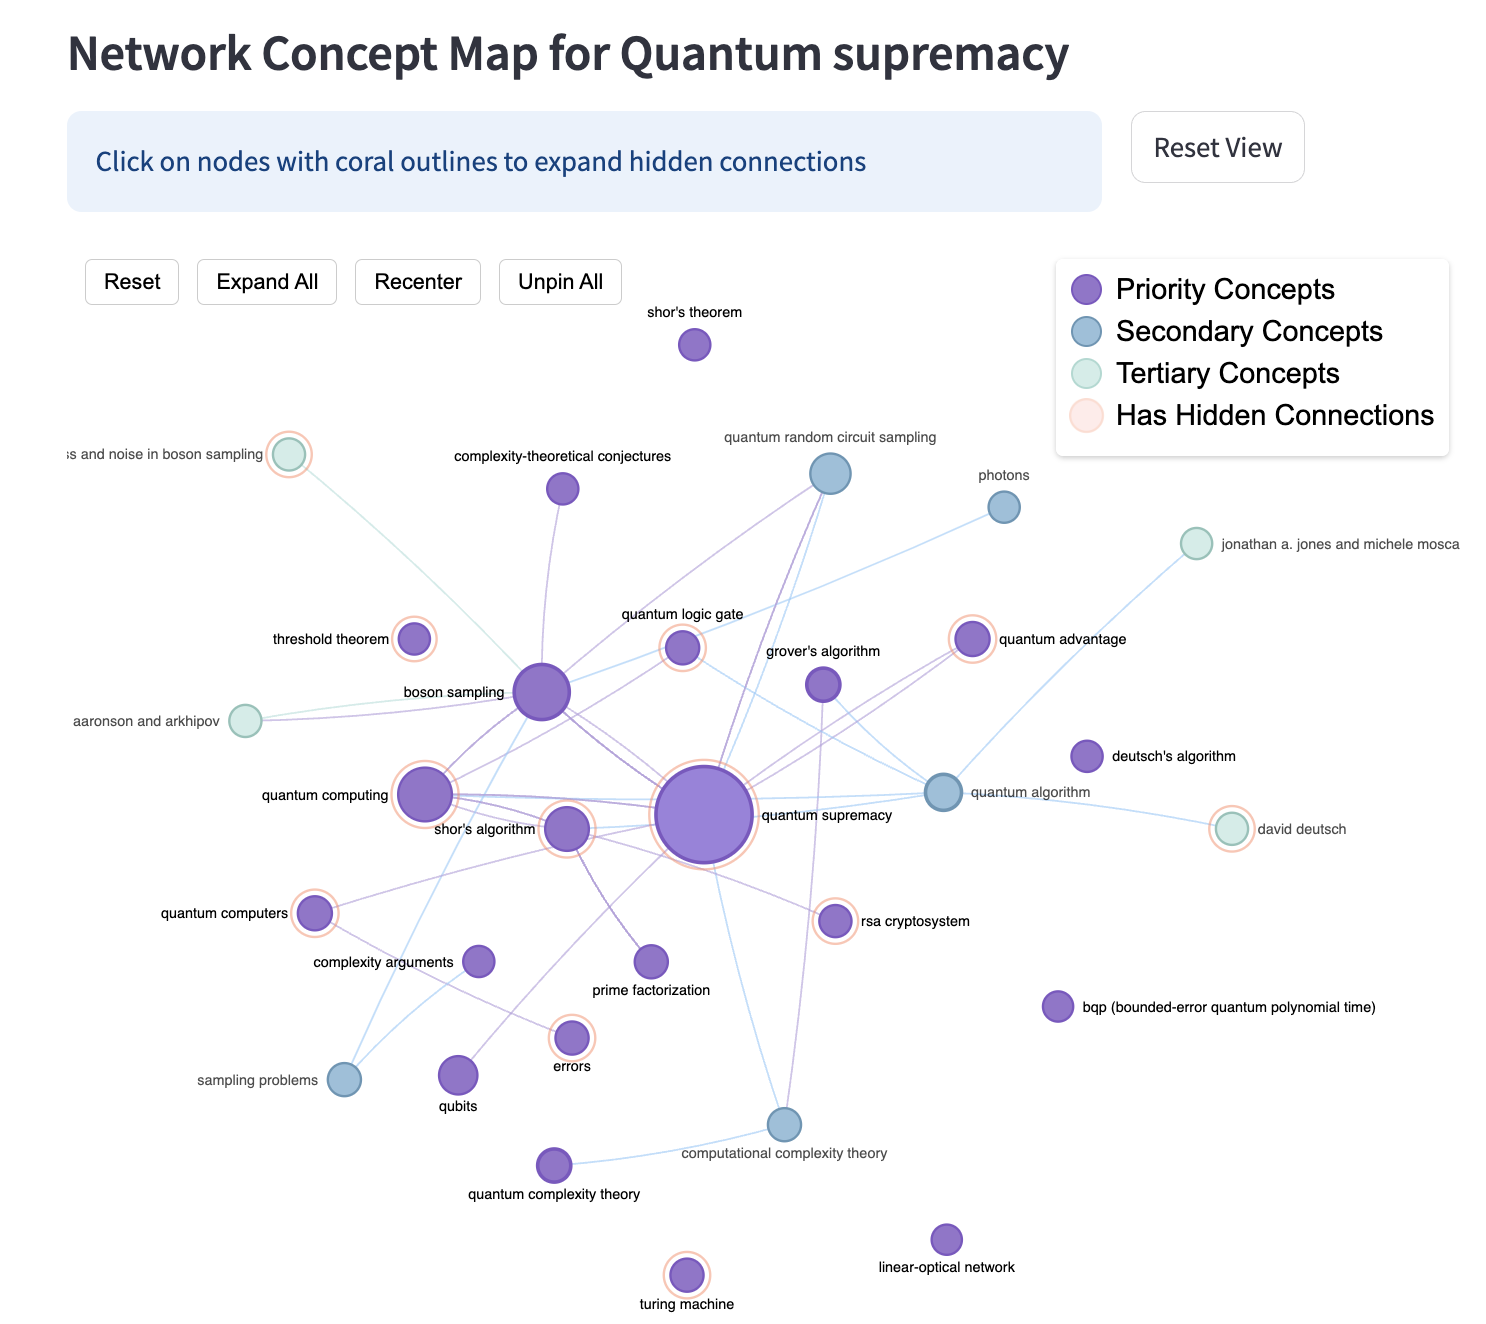 Network Concept Map for Quantum supremacy
Click on nodes with coral outlines to expand hidden connections
Reset View
Reset
Expand All
Recenter
Unpin All
Priority Concepts
Secondary Concepts
Tertiary Concepts
Has Hidden Connections
shor's theorem
quantum random circuit sampling
ss and noise in boson sampling
complexity-theoretical conjectures
photons
jonathan a. jones and michele mosca
quantum logic gate
threshold theorem
quantum advantage
grover's algorithm
boson sampling
aaronson and arkhipov
deutsch's algorithm
quantum computing
quantum algorithm
quantum supremacy
shor's algorithm
david deutsch
quantum computers
rsa cryptosystem
complexity arguments
prime factorization
bqp (bounded-error quantum polynomial time)
errors
sampling problems
qubits
computational complexity theory
quantum complexity theory
linear-optical network
turing machine